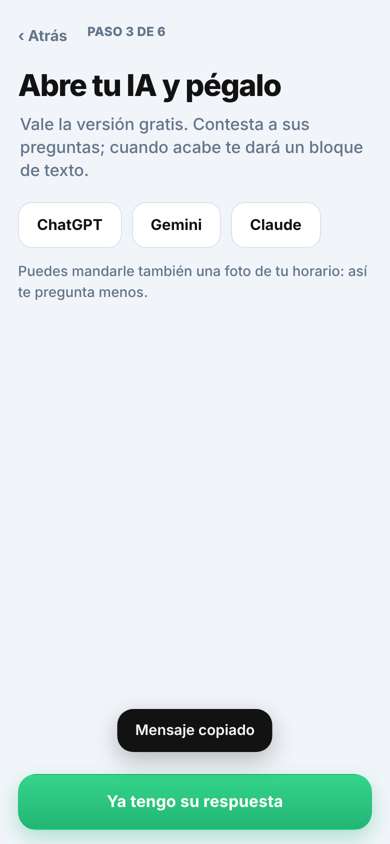 ‹ Atrás
PASO 3 DE 6
Abre tu IA y pégalo
Vale la versión gratis. Contesta a sus
preguntas; cuando acabe te dará un bloque
de texto.
ChatGPT
Gemini
Claude
Puedes mandarle también una foto de tu horario: así
te pregunta menos.
Mensaje copiado
Ya tengo su respuesta